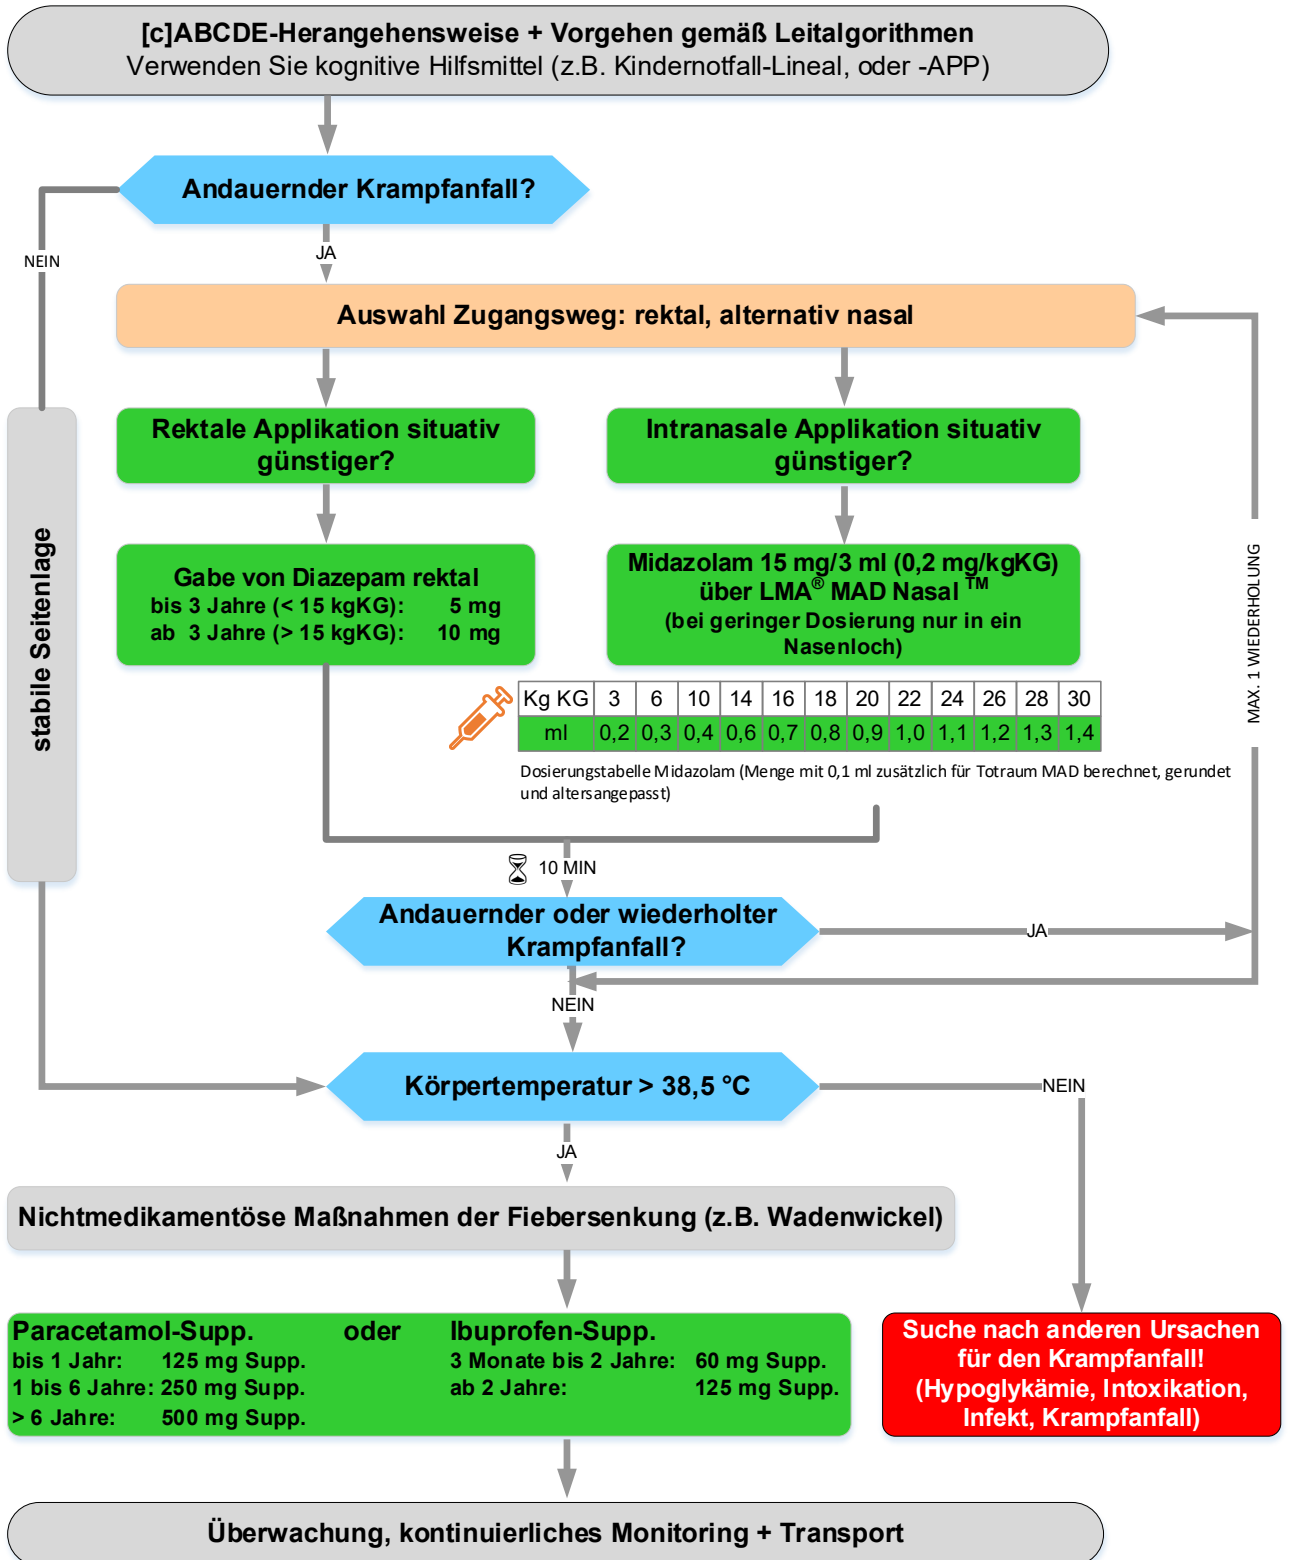 [c]ABCDE-Herangehensweise + Vorgehen gemäß Leitalgorithmen
Verwenden Sie kognitive Hilfsmittel (z.B. Kindernotfall-Lineal, oder -APP)
Andauernder Krampfanfall?
NEIN
JA
Auswahl Zugangsweg: rektal, alternativ nasal
Rektale Applikation situativ
günstiger?
Intranasale Applikation situativ
günstiger?
Gabe von Diazepam rektal
bis 3 Jahre (< 15 kgKG): 5 mg
ab 3 Jahre (> 15 kgKG): 10 mg
Midazolam 15 mg/3 ml (0,2 mg/kgKG)
über LMA® MAD Nasal ™
(bei geringer Dosierung nur in ein
Nasenloch)
stabile Seitenlage
MAX. 1 WIEDERHOLUNG
Kg KG 3 6 10 14 16 18 20 22 24 26 28 30
ml 0,2 0,3 0,4 0,6 0,7 0,8 0,9 1,0 1,1 1,2 1,3 1,4
Dosierungstabelle Midazolam (Menge mit 0,1 ml zusätzlich für Totraum MAD berechnet, gerundet
und altersangepasst)
10 MIN
Andauernder oder wiederholter
Krampfanfall?
JA
NEIN
Körpertemperatur > 38,5 °C
NEIN
JA
Nichtmedikamentöse Maßnahmen der Fiebersenkung (z.B. Wadenwickel)
Paracetamol-Supp. oder Ibuprofen-Supp.
bis 1 Jahr: 125 mg Supp. 3 Monate bis 2 Jahre: 60 mg Supp.
1 bis 6 Jahre: 250 mg Supp. ab 2 Jahre: 125 mg Supp.
> 6 Jahre: 500 mg Supp.
Suche nach anderen Ursachen
für den Krampfanfall!
(Hypoglykämie, Intoxikation,
Infekt, Krampfanfall)
Überwachung, kontinuierliches Monitoring + Transport